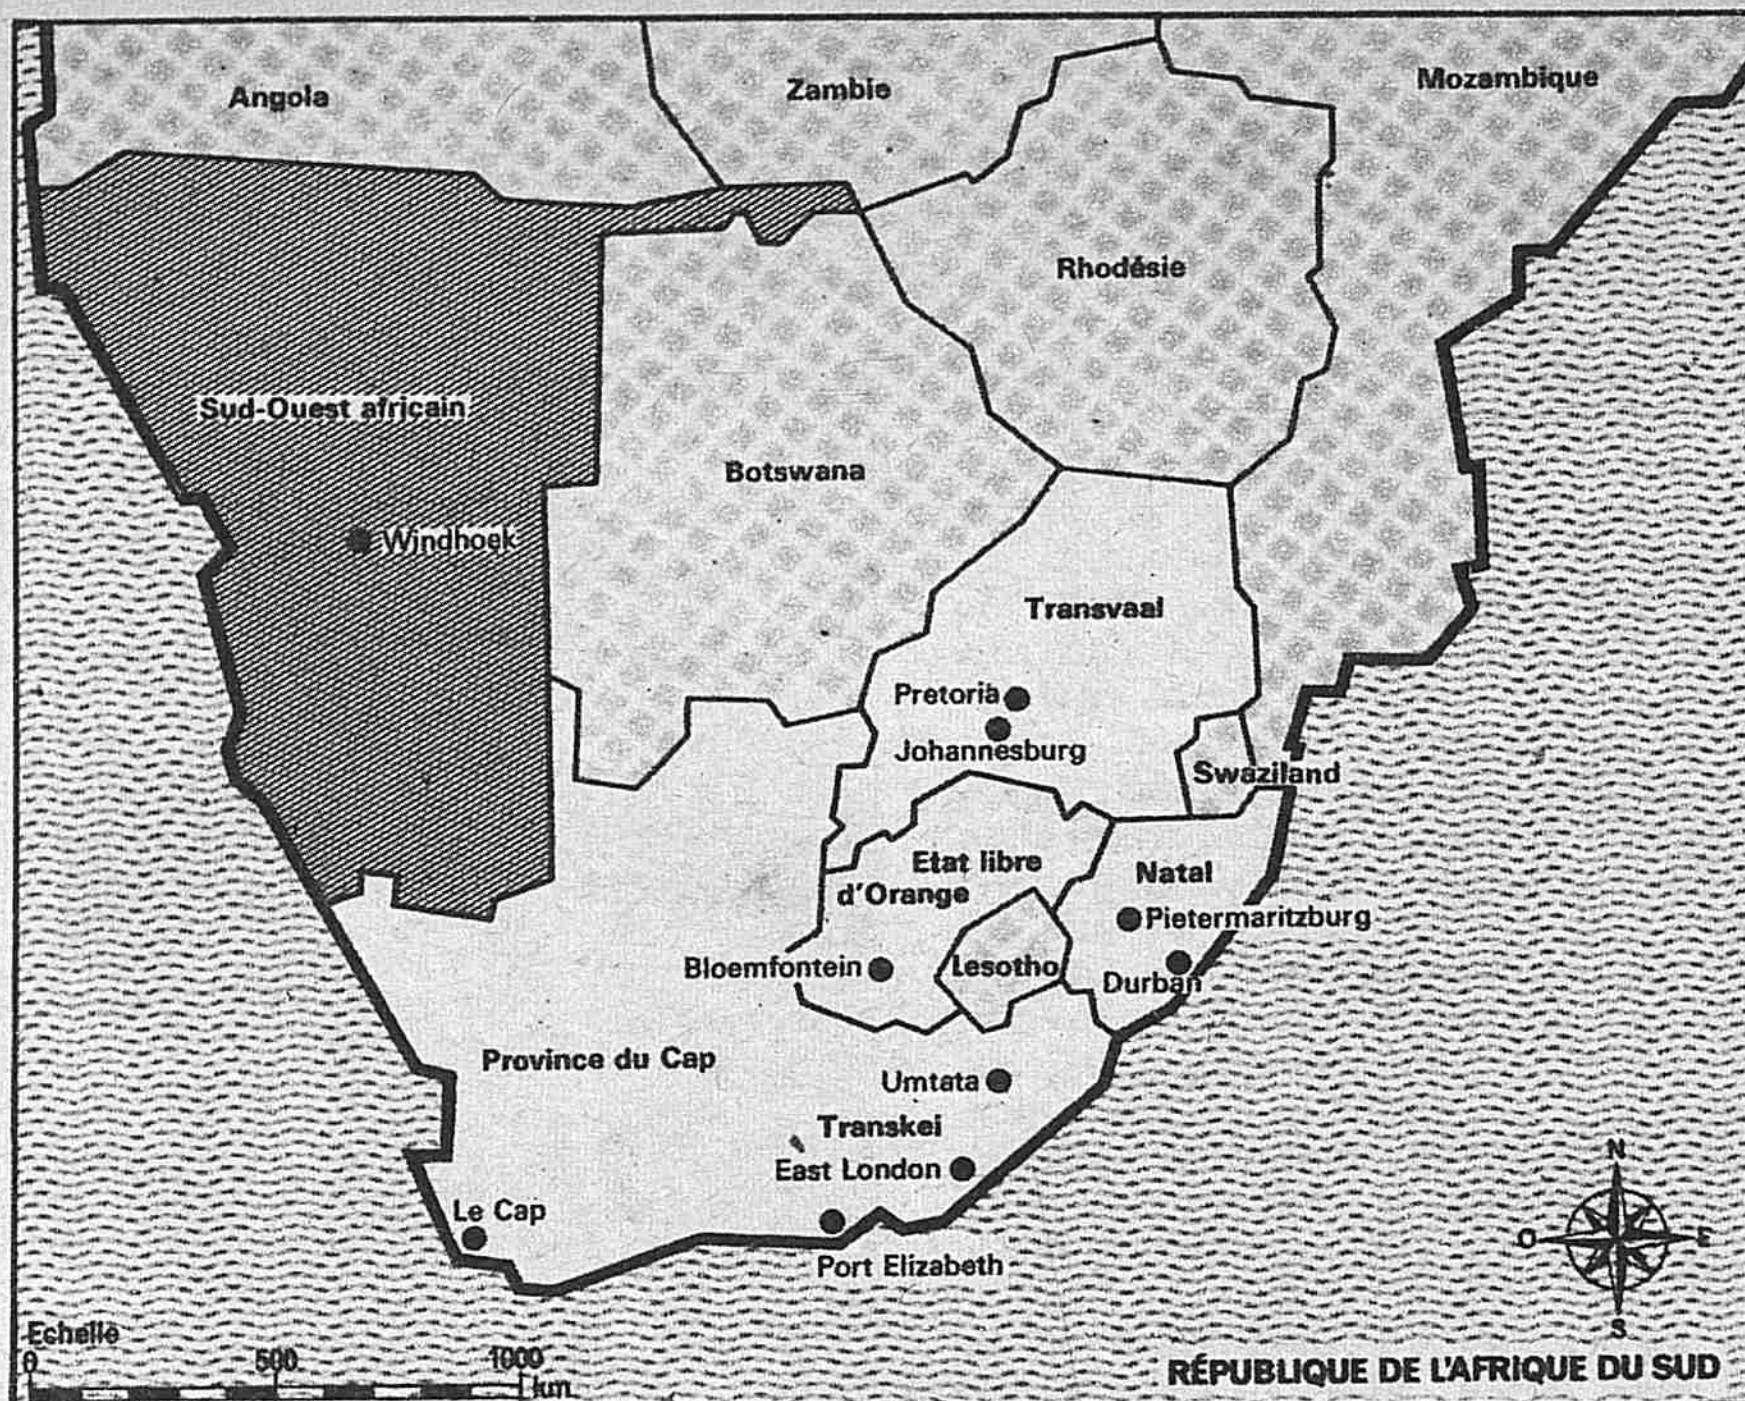 Angola
Zambie
Mozambique
Rhodésie
Sud-Ouest africain
Botswana
Windhoek
Transvaal
Pretoria
Johannesburg
Swaziland
Etat libre
d'Orange
Natal
Pietermaritzburg
Bloemfontein
Lesotho
Durban
Province du Cap
Umtata
Transkei
East London
Le Cap
Port Elizabeth
N
O
E
S
Echelle
0 500 1000
km
RÉPUBLIQUE DE L'AFRIQUE DU SUD